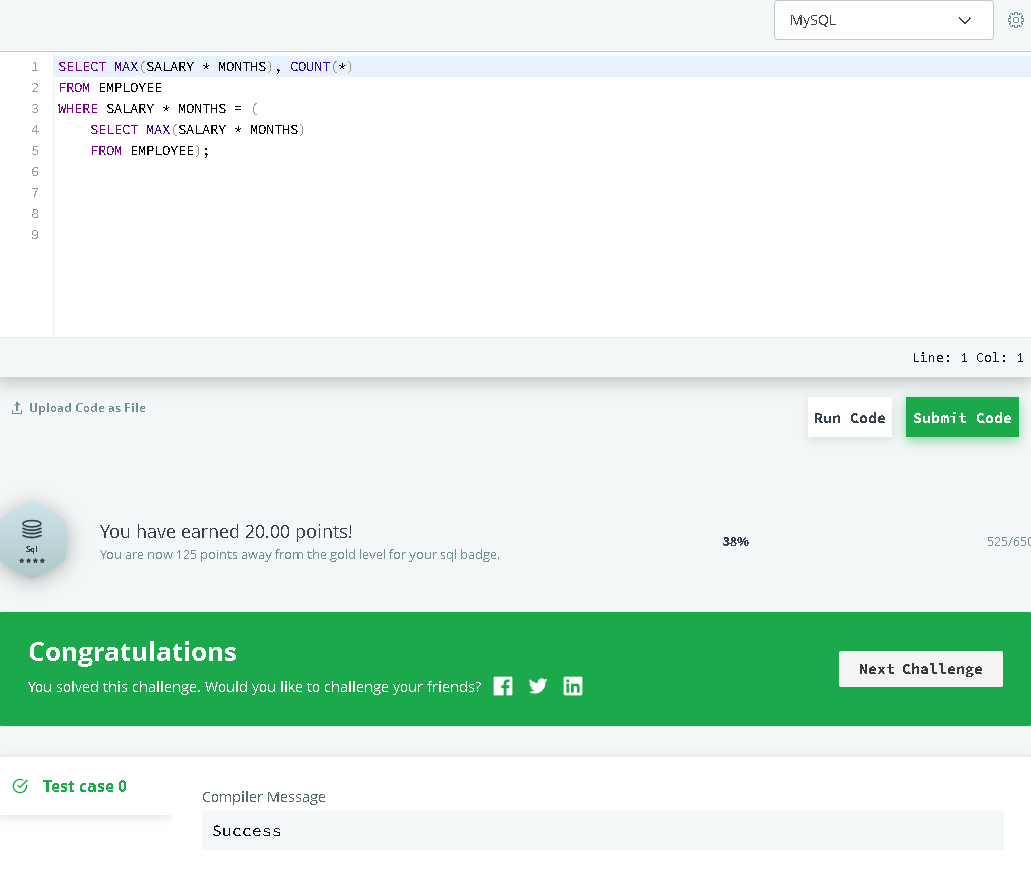 MySQL
1 SELECT MAX(SALARY * MONTHS), COUNT(*)
2 FROM EMPLOYEE
3 WHERE SALARY * MONTHS = (
4 SELECT MAX(SALARY * MONTHS)
5 FROM EMPLOYEE);
6
7
8
9
Line: 1 Col: 1
Upload Code as File
Run Code
Submit Code
Sql
You have earned 20.00 points!
You are now 125 points away from the gold level for your sql badge.
38%
525/650
Congratulations
You solved this challenge. Would you like to challenge your friends?
Next Challenge
Test case 0
Compiler Message
Success